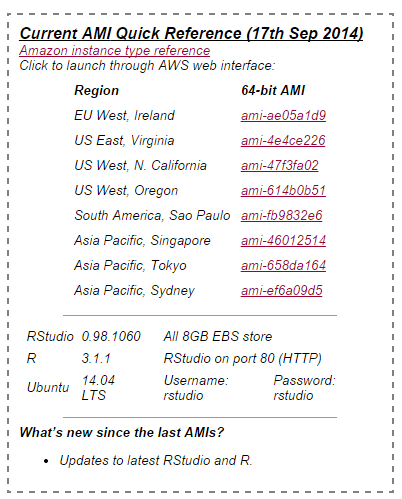 Current AMI Quick Reference (17th Sep 2014)
Amazon instance type reference
Click to launch through AWS web interface:
Region 64-bit AMI
EU West, Ireland ami-ae05a1d9
US East, Virginia ami-4e4ce226
US West, N. California ami-47f3fa02
US West, Oregon ami-614b0b51
South America, Sao Paulo ami-fb9832e6
Asia Pacific, Singapore ami-46012514
Asia Pacific, Tokyo ami-658da164
Asia Pacific, Sydney ami-ef6a09d5
RStudio 0.98.1060 All 8GB EBS store
R 3.1.1 RStudio on port 80 (HTTP)
Ubuntu 14.04 LTS Username: rstudio Password: rstudio
What's new since the last AMIs?
• Updates to latest RStudio and R.